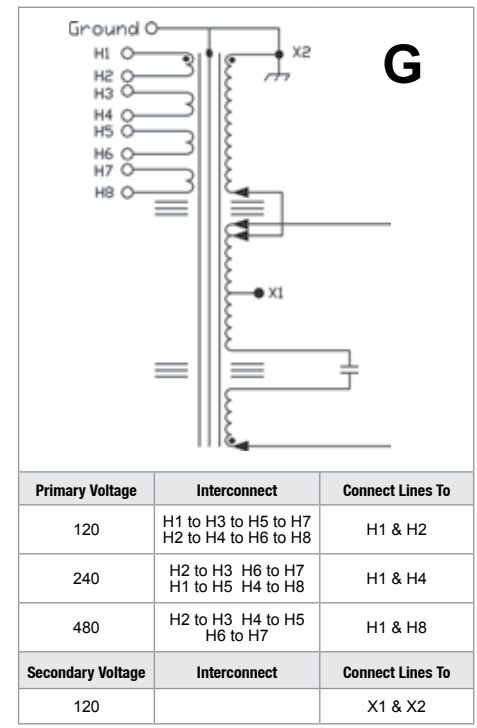 Ground
X2
G
H1
H2
H3
H4
H5
H6
H7
H8
X1
Primary Voltage Interconnect Connect Lines To
120 H1 to H3 to H5 to H7 H1 & H2
H2 to H4 to H6 to H8
240 H2 to H3 H6 to H7 H1 & H4
H1 to H5 H4 to H8
480 H2 to H3 H4 to H5 H1 & H8
H6 to H7
Secondary Voltage Interconnect Connect Lines To
120 X1 & X2